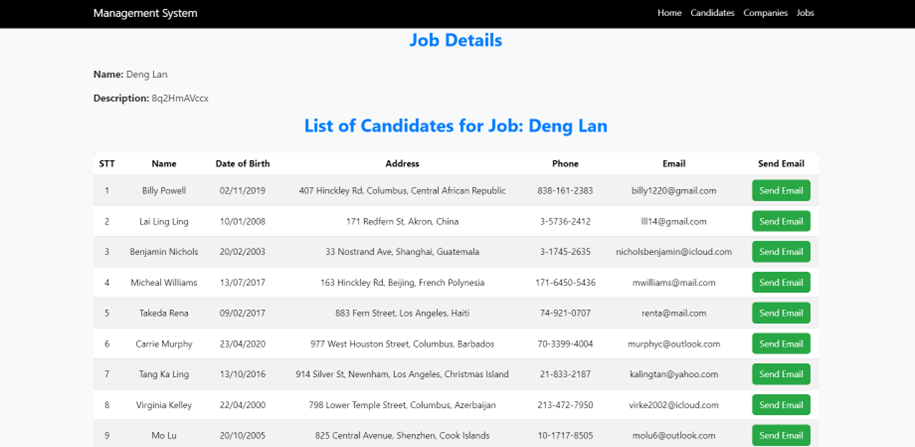 Management System Home Candidates Companies Jobs
Job Details
Name: Deng Lan
Description: 8q2HmAVccx
List of Candidates for Job: Deng Lan
STT Name Date of Birth Address Phone Email Send Email
1 Billy Powell 02/11/2019 407 Hinckley Rd, Columbus, Central African Republic 838-161-2383 billy1220@gmail.com Send Email
2 Lai Ling Ling 10/01/2008 171 Redfern St, Akron, China 3-5736-2412 lll14@gmail.com Send Email
3 Benjamin Nichols 20/02/2003 33 Nostrand Ave, Shanghai, Guatemala 3-1745-2635 nicholsbenjamin@icloud.com Send Email
4 Micheal Williams 13/07/2017 163 Hinckley Rd, Beijing, French Polynesia 171-6450-5436 mwilliams@mail.com Send Email
5 Takeda Rena 09/02/2017 883 Fern Street, Los Angeles, Haiti 74-921-0707 renta@mail.com Send Email
6 Carrie Murphy 23/04/2020 977 West Houston Street, Columbus, Barbados 70-3399-4004 murphyc@outlook.com Send Email
7 Tang Ka Ling 13/10/2016 914 Silver St, Newnham, Los Angeles, Christmas Island 21-833-2187 kalingtan@yahoo.com Send Email
8 Virginia Kelley 22/04/2000 798 Lower Temple Street, Columbus, Azerbaijan 213-472-7950 virke2002@icloud.com Send Email
9 Mo Lu 20/10/2005 825 Central Avenue, Shenzhen, Cook Islands 10-1717-8505 molu6@outlook.com Send Email